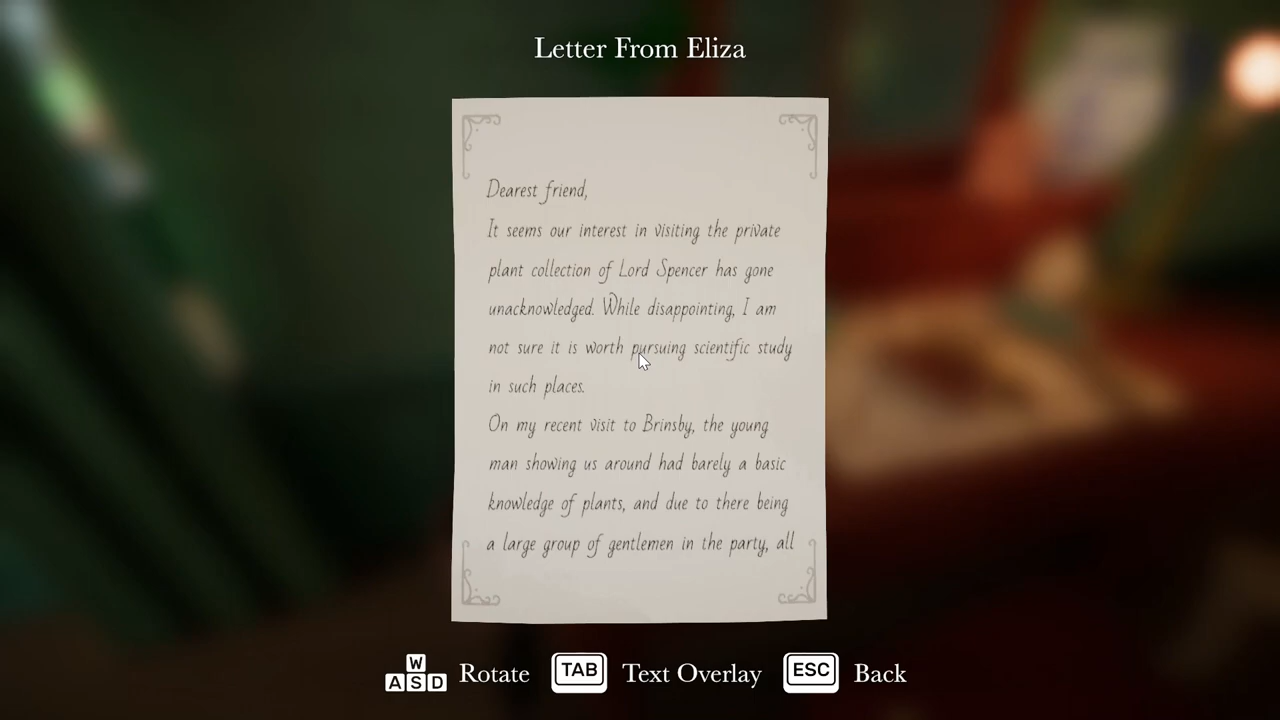 Letter From Eliza
Dearest friend,
It seems our interest in visiting the private
plant collection of Lord Spencer has gone
unacknowledged. While disappointing, I am
not sure it is worth pursuing scientific study
in such places.
On my recent visit to Brinsby, the young
man showing us around had barely a basic
knowledge of plants, and due to there being
a large group of gentlemen in the party, all
W
A S D Rotate TAB Text Overlay ESC Back